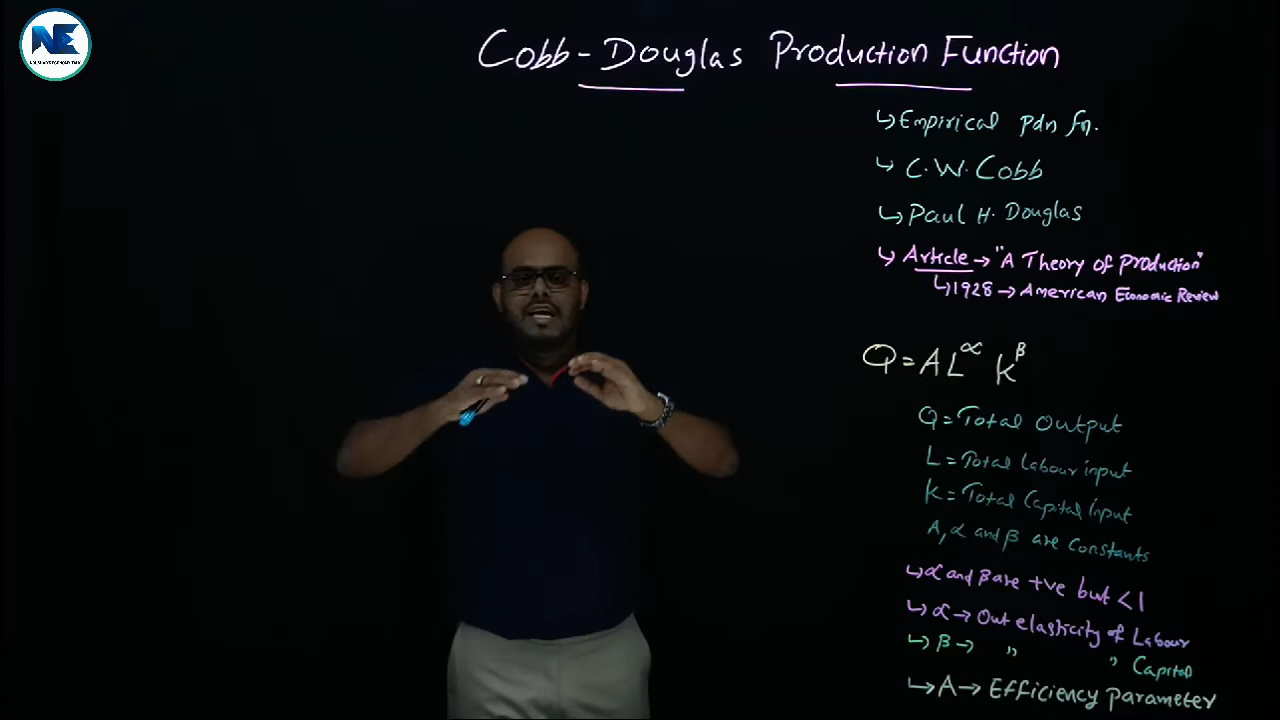 NE
Cobb-Douglas Production Function
↳ Empirical Pdn fn.
↳ C.W. Cobb
↳ Paul H. Douglas
↳ Article → "A Theory of Production"
↳ 1928 → American Economic Review
Q = A L^α K^β
Q = Total Output
L = Total Labour input
K = Total Capital input
A, α and β are Constants
↳ α and β are +ve but < 1
↳ α → Out elasticity of Labour
↳ β → " " Capital
↳ A → Efficiency Parameter